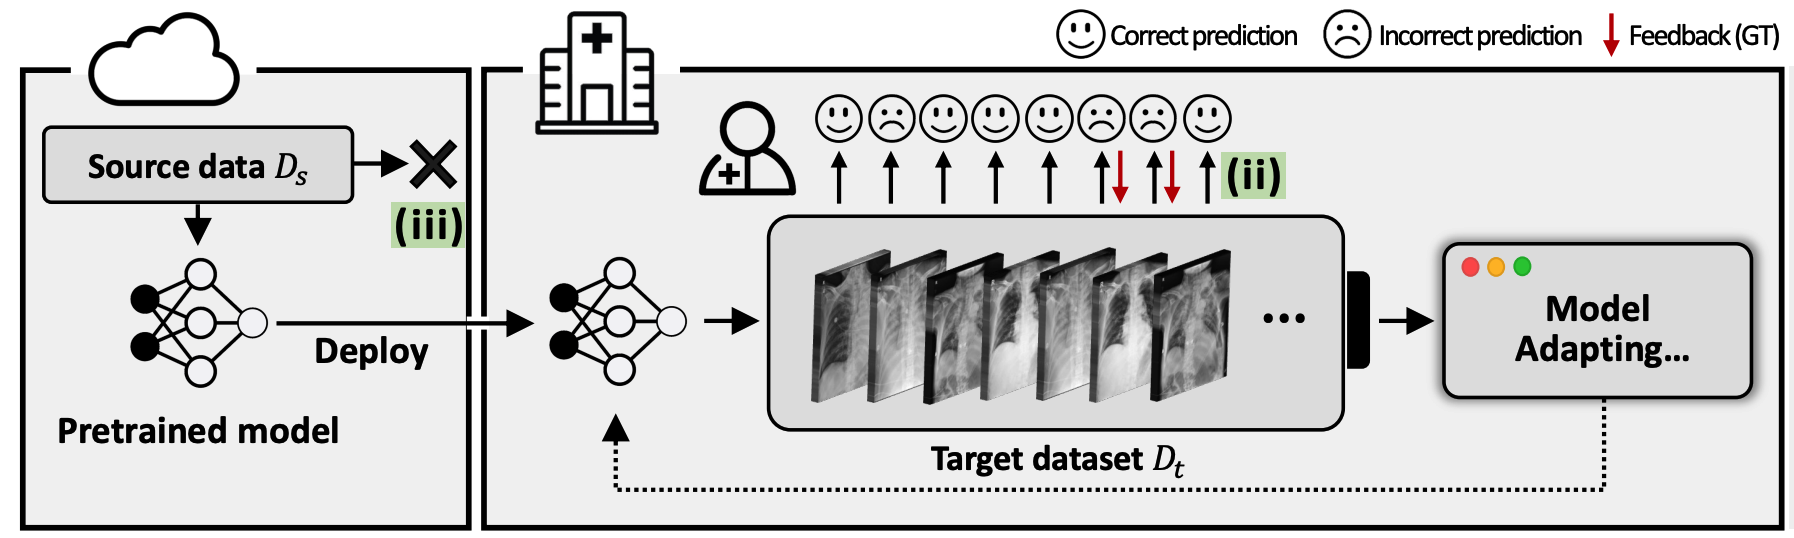 Correct prediction
Incorrect prediction
Feedback (GT)
Source data D_s
(iii)
(ii)
Deploy
Pretrained model
Target dataset D_t
Model
Adapting...